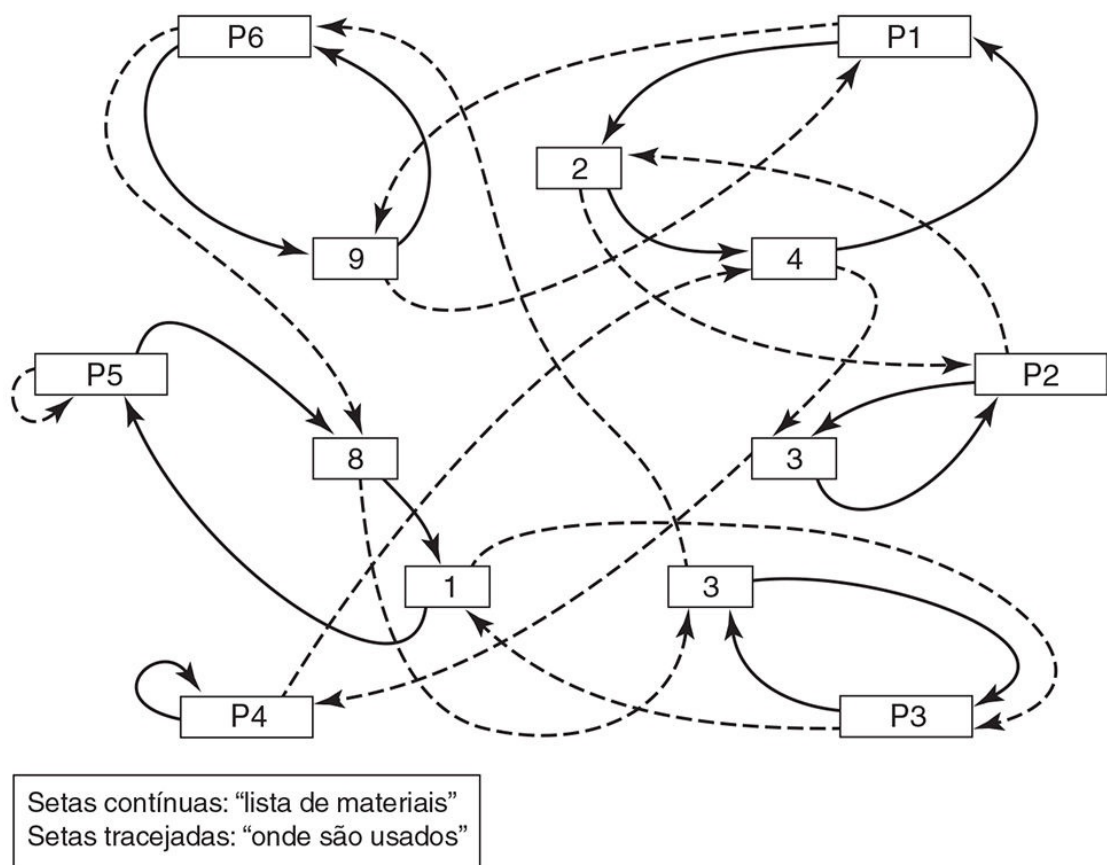 P6
P1
2
9
4
P5
P2
8
3
1
3
P4
P3
Setas contínuas: “lista de materiais”
Setas tracejadas: “onde são usados”